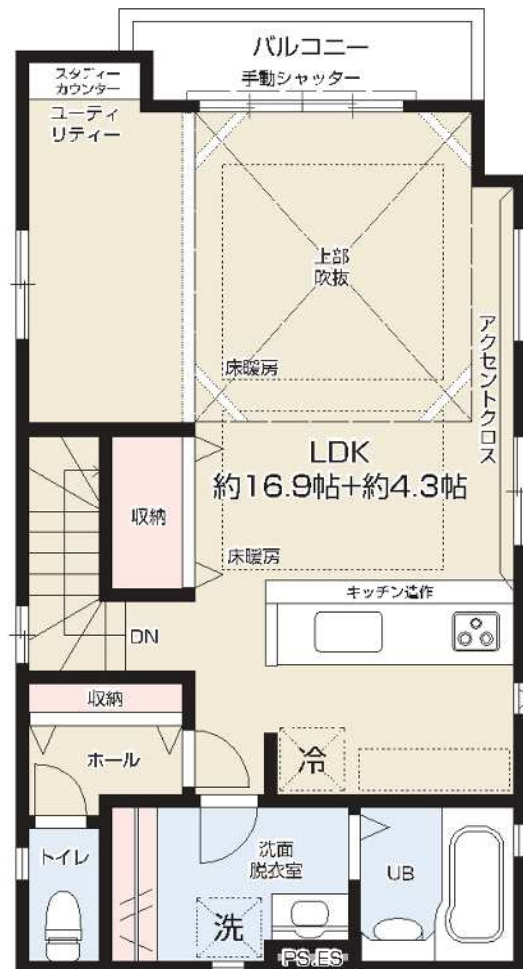 バルコニー
手動シャッター
スタディー
カウンター
ユーティ
リティー
上部
吹抜
アクセントクロス
床暖房
LDK
約16.9帖+約4.3帖
収納
床暖房
キッチン造作
DN
収納
ホール
冷
トイレ
洗面
脱衣室
UB
洗
PS.ES